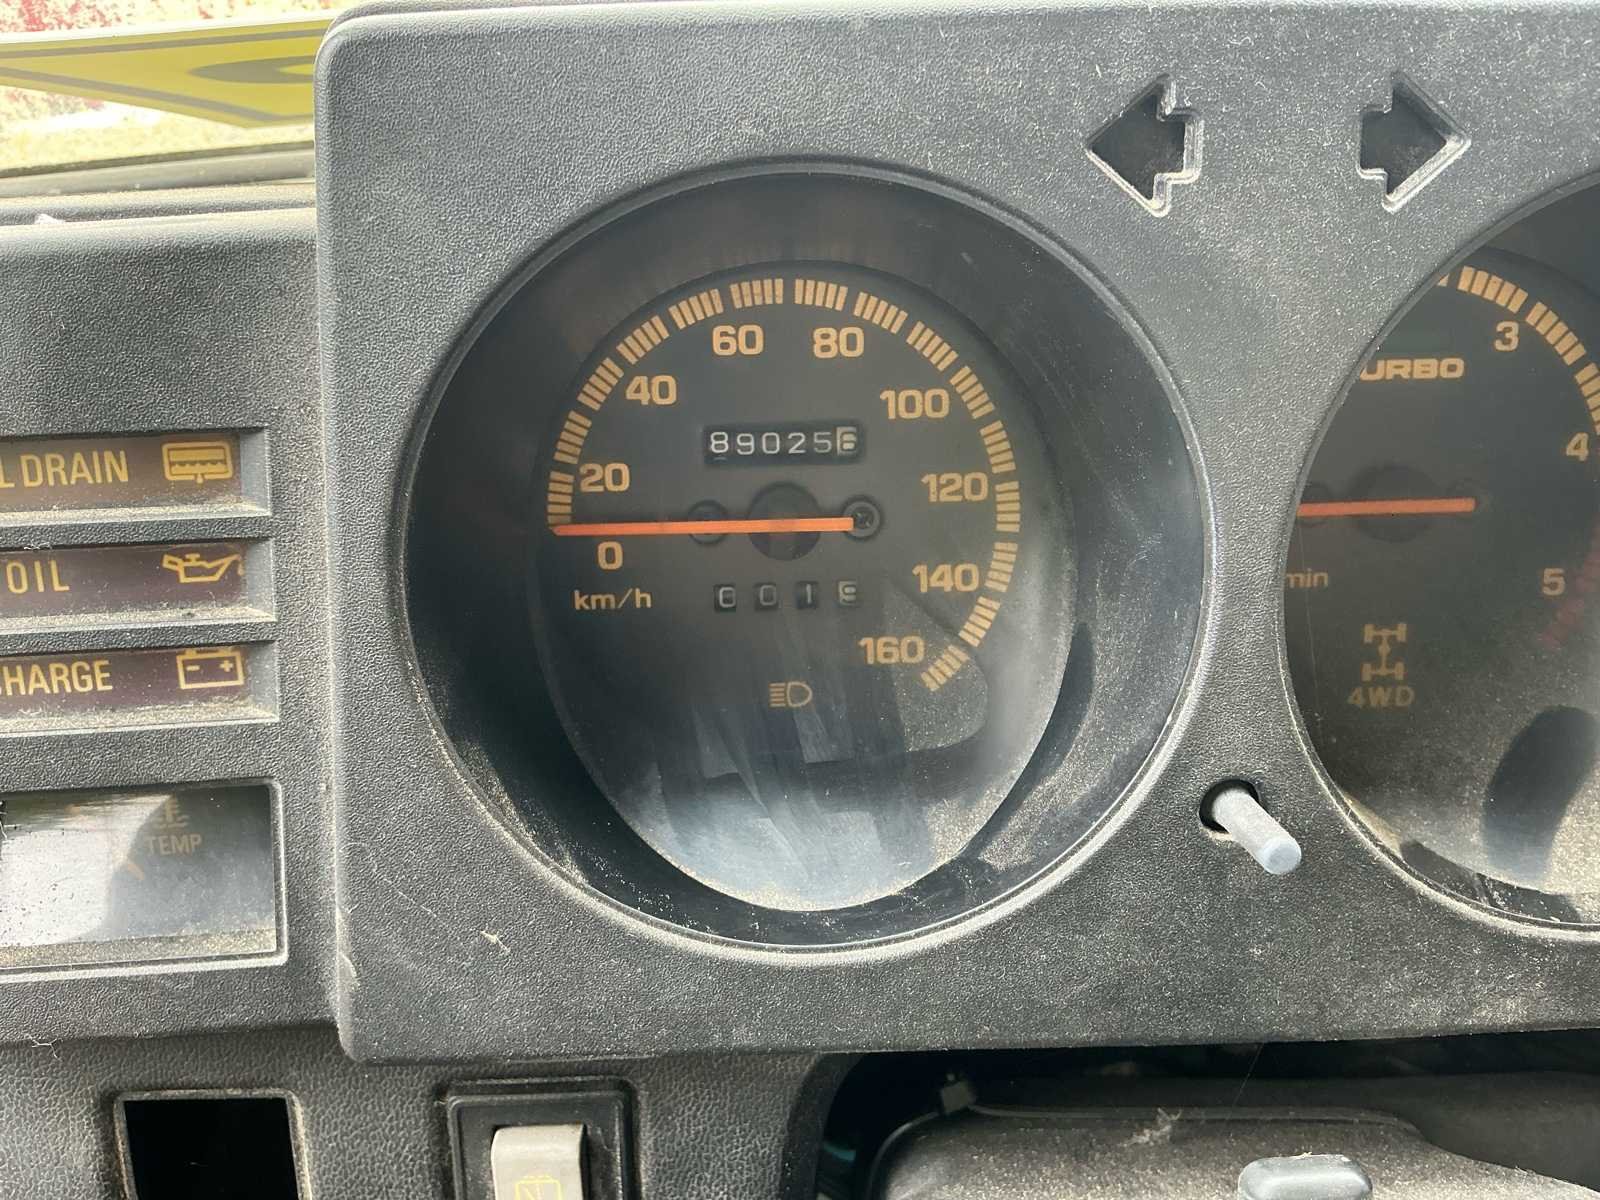 60 80
3
URBO
40 100
890256
4
L DRAIN
20 120
0
OIL
140 min 5
km/h 0019
160
HARGE
4WD
TEMP